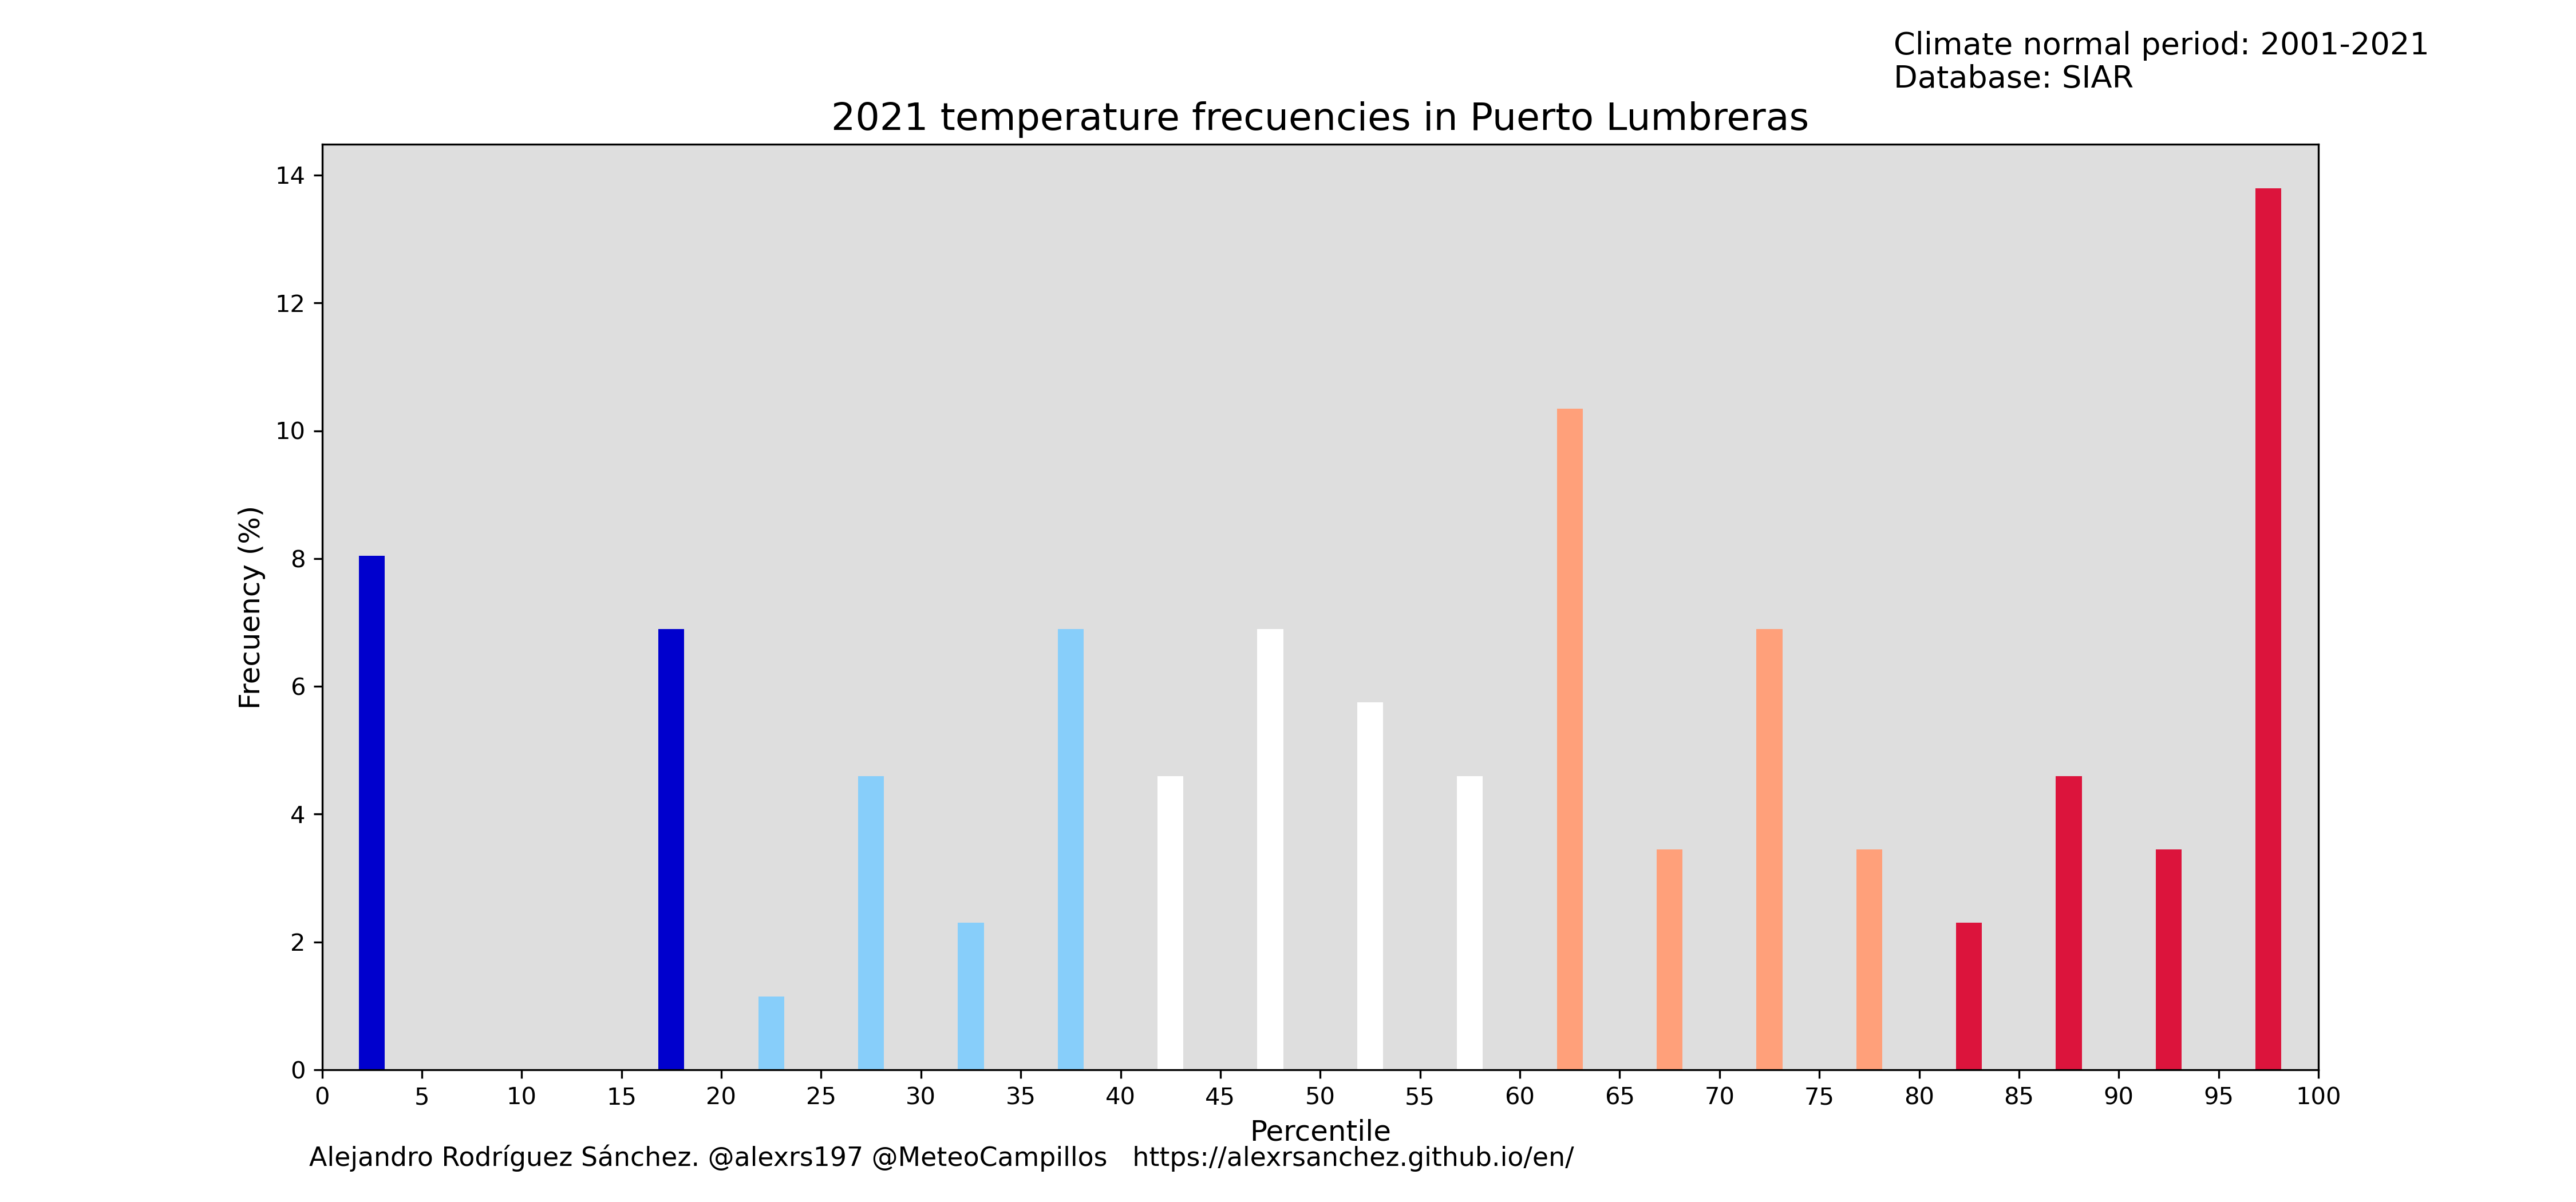 Climate normal period: 2001-2021
Database: SIAR
2021 temperature frecuencies in Puerto Lumbreras
14
12
10
8
6
4
2
0
Frecuency (%)
0 5 10 15 20 25 30 35 40 45 50 55 60 65 70 75 80 85 90 95 100
Percentile
Alejandro Rodríguez Sánchez. @alexrs197 @MeteoCampillos https://alexrsanchez.github.io/en/